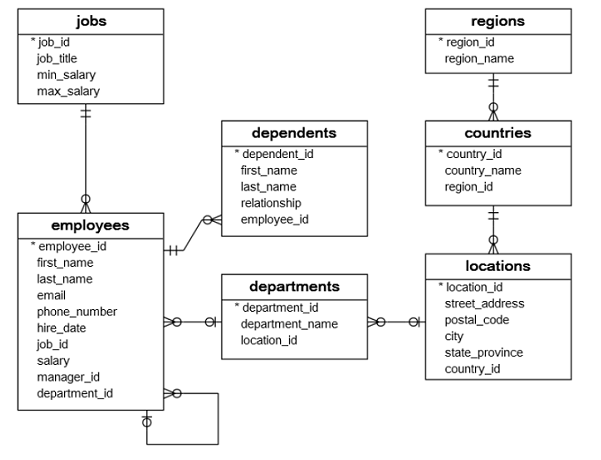 jobs
* job_id
job_title
min_salary
max_salary
regions
* region_id
region_name
dependents
* dependent_id
first_name
last_name
relationship
employee_id
countries
* country_id
country_name
region_id
employees
* employee_id
first_name
last_name
email
phone_number
hire_date
job_id
salary
manager_id
department_id
departments
* department_id
department_name
location_id
locations
* location_id
street_address
postal_code
city
state_province
country_id